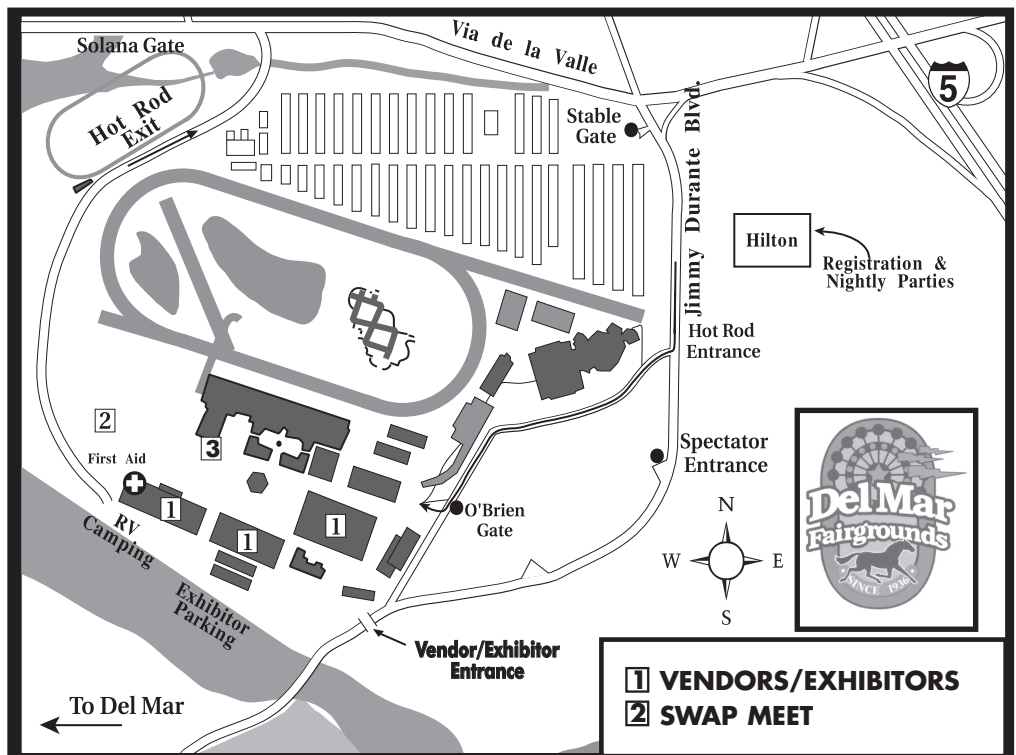 Solana Gate
Via de la Valle
5
Hot Rod
Exit
Stable
Gate
Jimmy Durante Blvd.
Hilton
Registration &
Nightly Parties
Hot Rod
Entrance
2
3
First Aid
1
1
1
RV
Camping
O'Brien
Gate
Spectator
Entrance
N
W
E
S
Del Mar
Fairgrounds
SINCE 1936
Exhibitor
Parking
Vendor/Exhibitor
Entrance
To Del Mar
1 VENDORS/EXHIBITORS
2 SWAP MEET